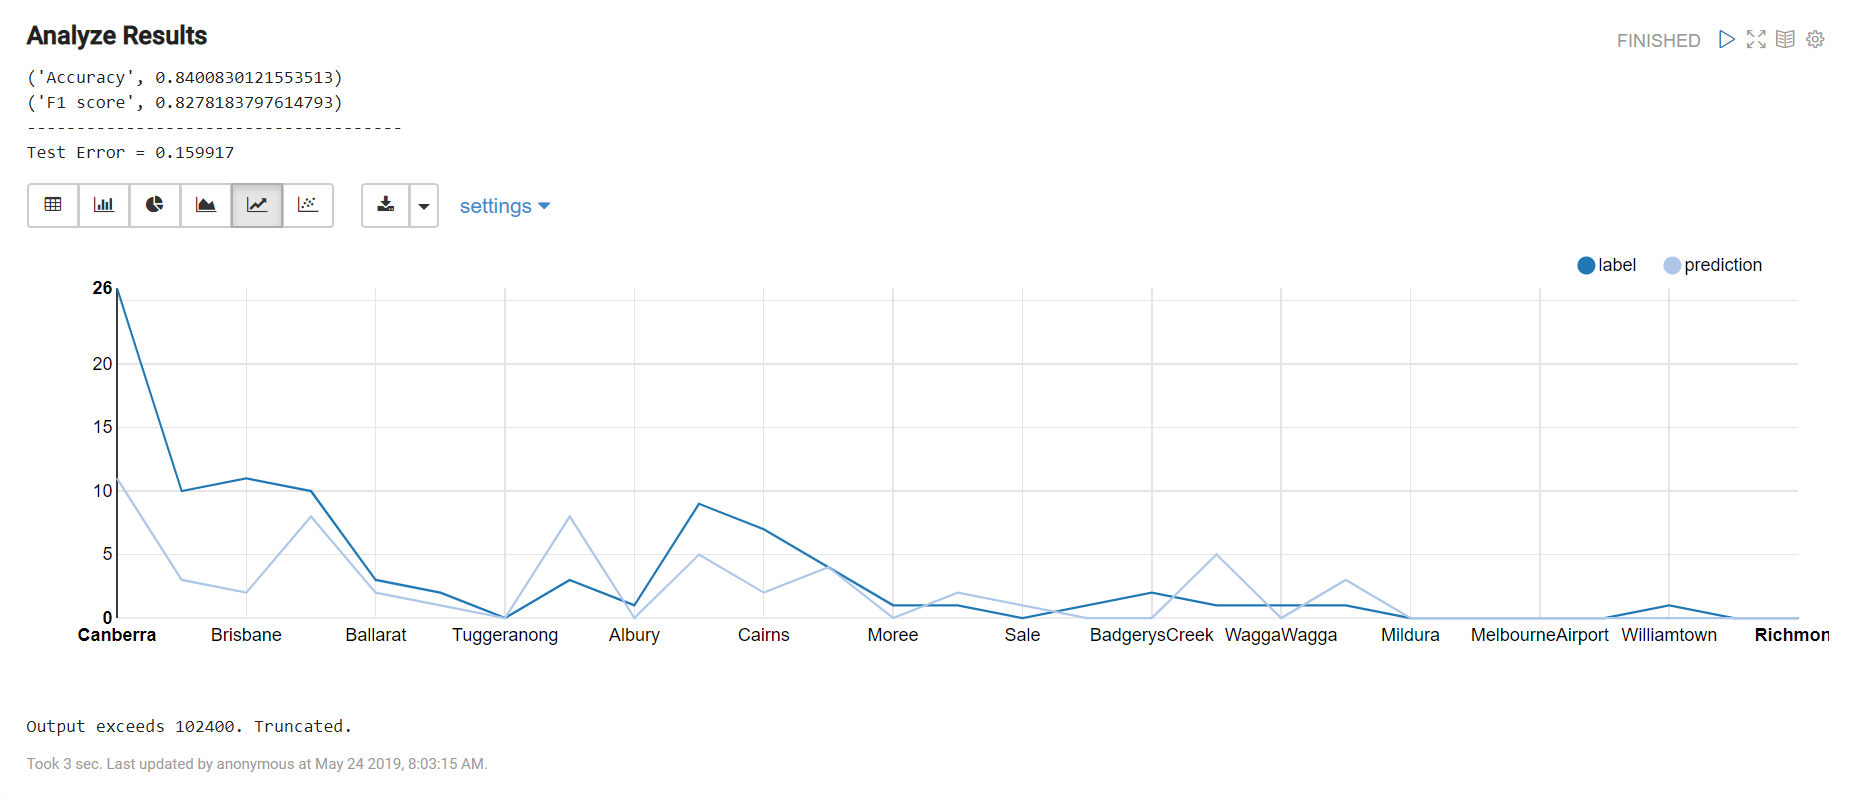 Analyze Results
FINISHED
('Accuracy', 0.8400830121553513)
('F1 score', 0.8278183797614793)
--------------------------------------
Test Error = 0.159917
settings
label prediction
26
20
15
10
5
0
Canberra Brisbane Ballarat Tuggeranong Albury Cairns Moree Sale BadgerysCreek WaggaWagga Mildura MelbourneAirport Williamtown Richmon
Output exceeds 102400. Truncated.
Took 3 sec. Last updated by anonymous at May 24 2019, 8:03:15 AM.